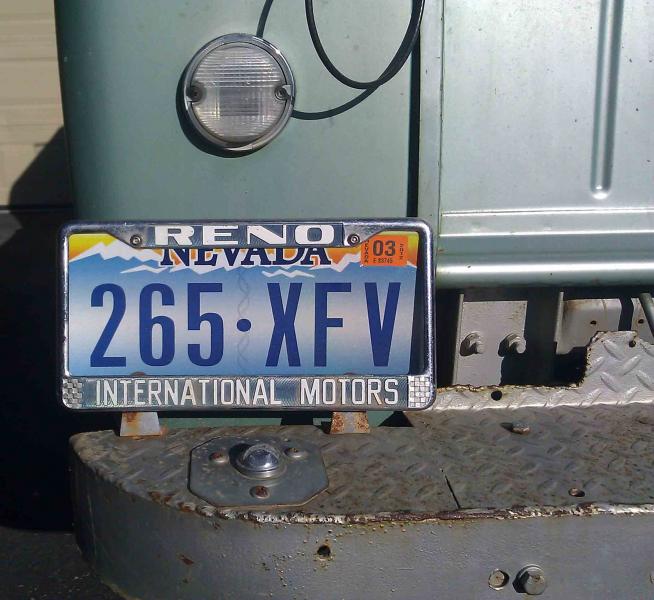 RENO
NEVADA
03
265·XFV
INTERNATIONAL MOTORS